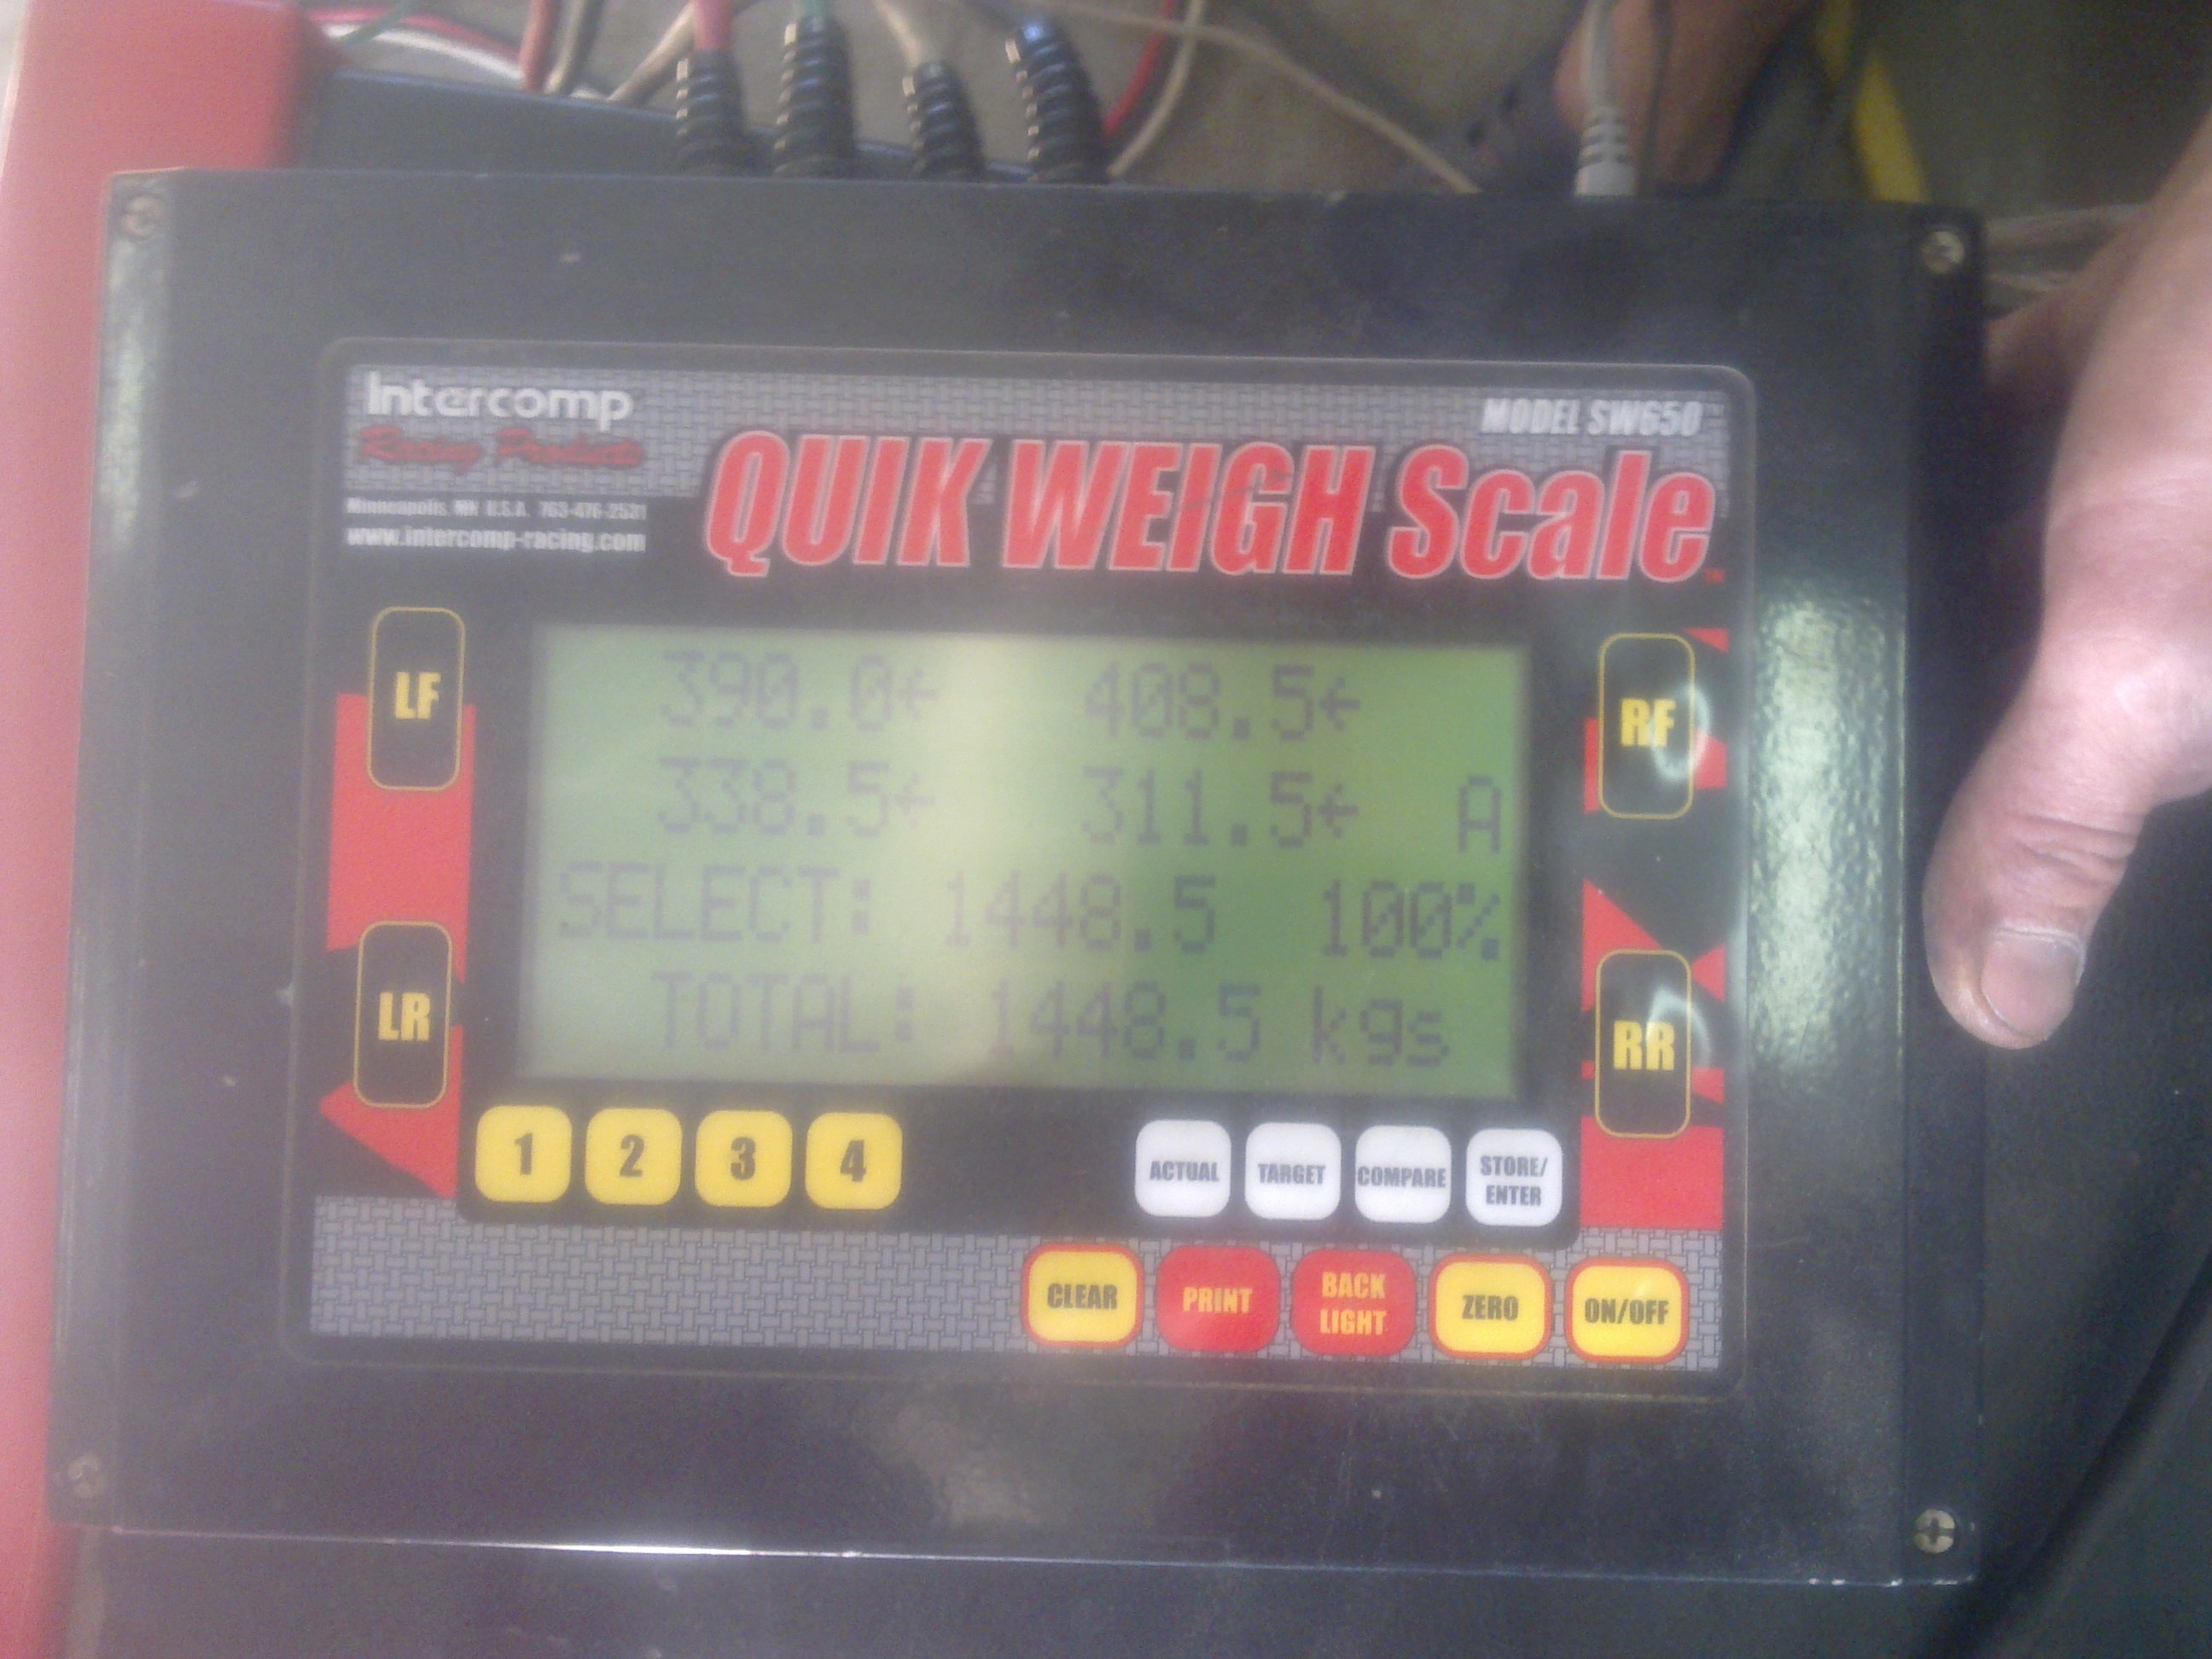 Intercomp
Racing Products
Minneapolis, MN U.S.A. 763-476-2531
www.intercomp-racing.com
MODEL SW650™
QUIK WEIGH Scale™
LF
RF
390.0← 408.5←
338.5← 311.5← A
SELECT: 1448.5 100%
TOTAL: 1448.5 kgs
LR
RR
1 2 3 4
ACTUAL
TARGET
COMPARE
STORE/
ENTER
CLEAR
PRINT
BACK
LIGHT
ZERO
ON/OFF